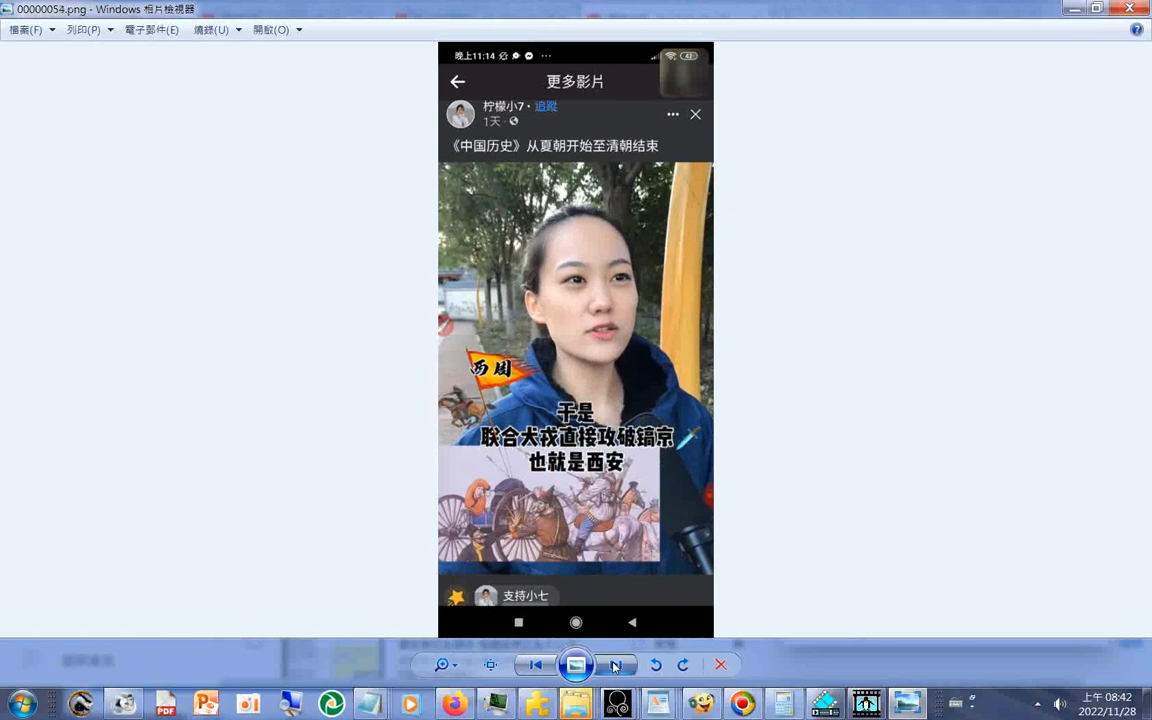 00000054.png - Windows 相片檢視器
檔案(F) 列印(P) 電子郵件(E) 燒錄(U) 開啟(O)
晚上11:14 42
更多影片
柠檬小7 · 追蹤
1天
《中国历史》从夏朝开始至清朝结束
西周
于是
联合犬戎直接攻破镐京
也就是西安
支持小七
上午 08:42
2022/11/28